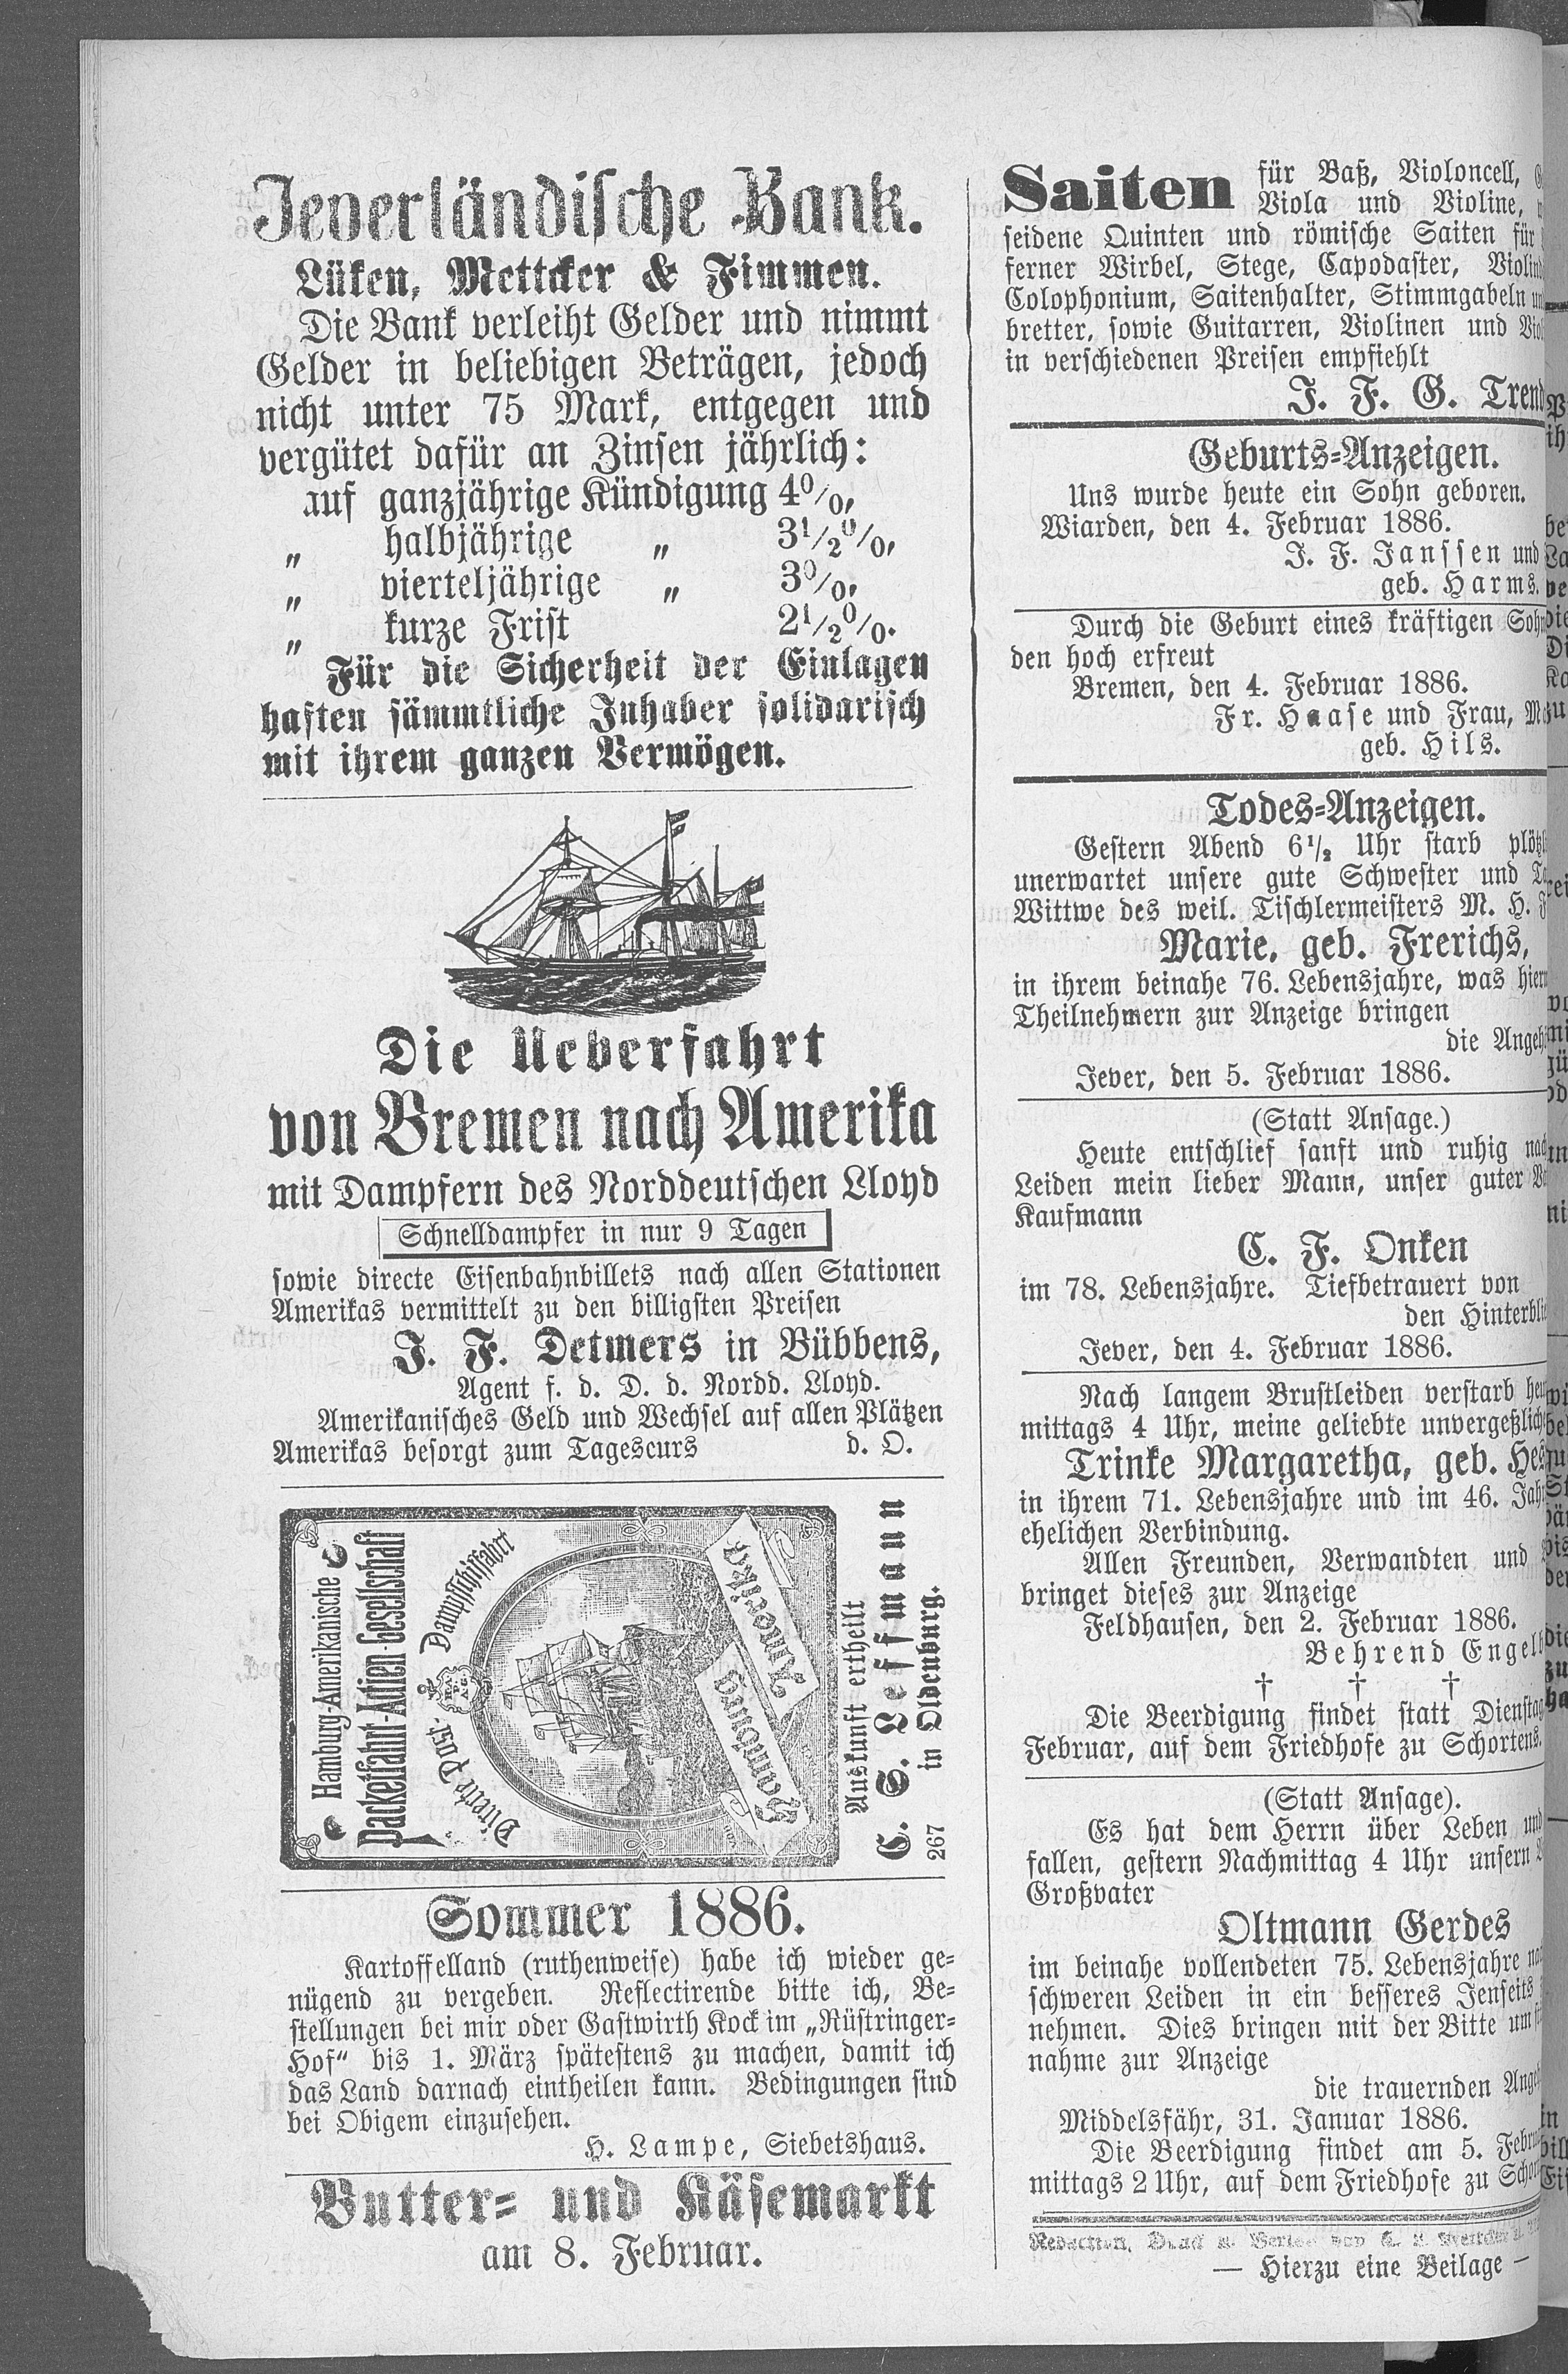 Jeverländische Bank.
Lüken, Mettcker & Fimmen.
Die Bank verleiht Gelder und nimmt
Gelder in beliebigen Beträgen, jedoch
nicht unter 75 Mark, entgegen und
vergütet dafür an Zinsen jährlich:
auf ganzjährige Kündigung 4%,
„ halbjährige „ 3½%,
„ vierteljährige „ 3%,
„ kurze Frist 2½%.
Für die Sicherheit der Einlagen
haften sämmtliche Inhaber solidarisch
mit ihrem ganzen Vermögen.
Die Ueberfahrt
von Bremen nach Amerika
mit Dampfern des Norddeutschen Lloyd
Schnelldampfer in nur 9 Tagen
sowie directe Eisenbahnbillets nach allen Stationen
Amerikas vermittelt zu den billigsten Preisen
J. F. Detmers in Bübbens,
Agent f. d. D. d. Nordd. Lloyd.
Amerikanisches Geld und Wechsel auf allen Plätzen
Amerikas besorgt zum Tagescurs d. O.
Hamburg-Amerikanische
Packetfahrt-Actien-Gesellschaft
Directe Post-Dampfschifffahrt
Hamburg
Amerika
Auskunft ertheilt
267 in Oldenburg.
Sommer 1886.
Kartoffelland (ruthenweise) habe ich wieder ge-
nügend zu vergeben. Reflectirende bitte ich, Be-
stellungen bei mir oder Gastwirth Kock im „Rüstringer-
Hof“ bis 1. März spätestens zu machen, damit ich
das Land darnach eintheilen kann. Bedingungen sind
bei Obigem einzusehen.
H. Lampe, Siebetshaus.
Butter- und Käsemarkt
am 8. Februar.
Saiten für Baß, Violoncell,
Viola und Violine,
seidene Quinten und römische Saiten für
ferner Wirbel, Stege, Capodaster,
Colophonium, Saitenhalter, Stimmgabeln
bretter, sowie Guitarren, Violinen und
in verschiedenen Preisen empfiehlt
J. F. G. Trend
Geburts-Anzeigen.
Uns wurde heute ein Sohn geboren.
Wiarden, den 4. Februar 1886.
J. F. Janssen und
geb. Harms.
Durch die Geburt eines kräftigen
den hoch erfreut
Bremen, den 4. Februar 1886.
Fr. Haase und Frau,
geb. Hils.
Todes-Anzeigen.
Gestern Abend 6½ Uhr starb
unerwartet unsere gute Schwester und
Wittwe des weil. Tischlermeisters M. H.
Marie, geb. Frerichs,
in ihrem beinahe 76. Lebensjahre, was
Theilnehmern zur Anzeige bringen
die
Jever, den 5. Februar 1886.
(Statt Ansage.)
Heute entschlief sanft und ruhig
Leiden mein lieber Mann, unser guter
Kaufmann
C. F. Onken
im 78. Lebensjahre. Tiefbetrauert von
den
Jever, den 4. Februar 1886.
Nach langem Brustleiden verstarb
mittags 4 Uhr, meine geliebte
Trinke Margaretha, geb.
in ihrem 71. Lebensjahre und im 46.
ehelichen Verbindung.
Allen Freunden, Verwandten und
bringet dieses zur Anzeige
Feldhausen, den 2. Februar 1886.
Behrend
† † †
Die Beerdigung findet statt
Februar, auf dem Friedhofe zu Schortens.
(Statt Ansage).
Es hat dem Herrn über Leben und
fallen, gestern Nachmittag 4 Uhr unsern
Großvater
Oltmann Gerdes
im beinahe vollendeten 75. Lebensjahre
schweren Leiden in ein besseres Jenseits
nehmen. Dies bringen mit der Bitte um
nahme zur Anzeige
die trauernden
Middelsfähr, 31. Januar 1886.
Die Beerdigung findet am 5.
mittags 2 Uhr, auf dem Friedhofe zu
Redaction, Druck u. Verlag von
— Hierzu eine Beilage —